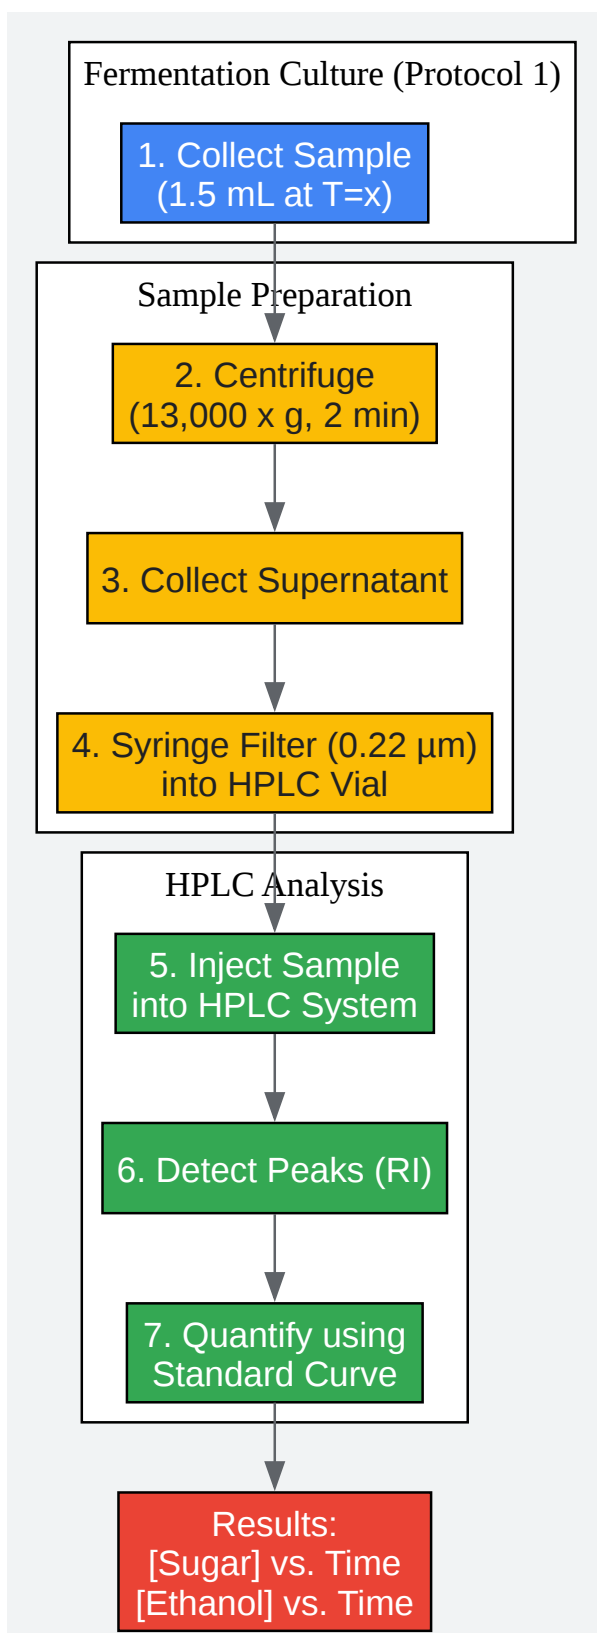 Fermentation Culture (Protocol 1)
1. Collect Sample
(1.5 mL at T=x)
Sample Preparation
2. Centrifuge
(13,000 x g, 2 min)
3. Collect Supernatant
4. Syringe Filter (0.22 µm)
into HPLC Vial
HPLC Analysis
5. Inject Sample
into HPLC System
6. Detect Peaks (RI)
7. Quantify using
Standard Curve
Results:
[Sugar] vs. Time
[Ethanol] vs. Time